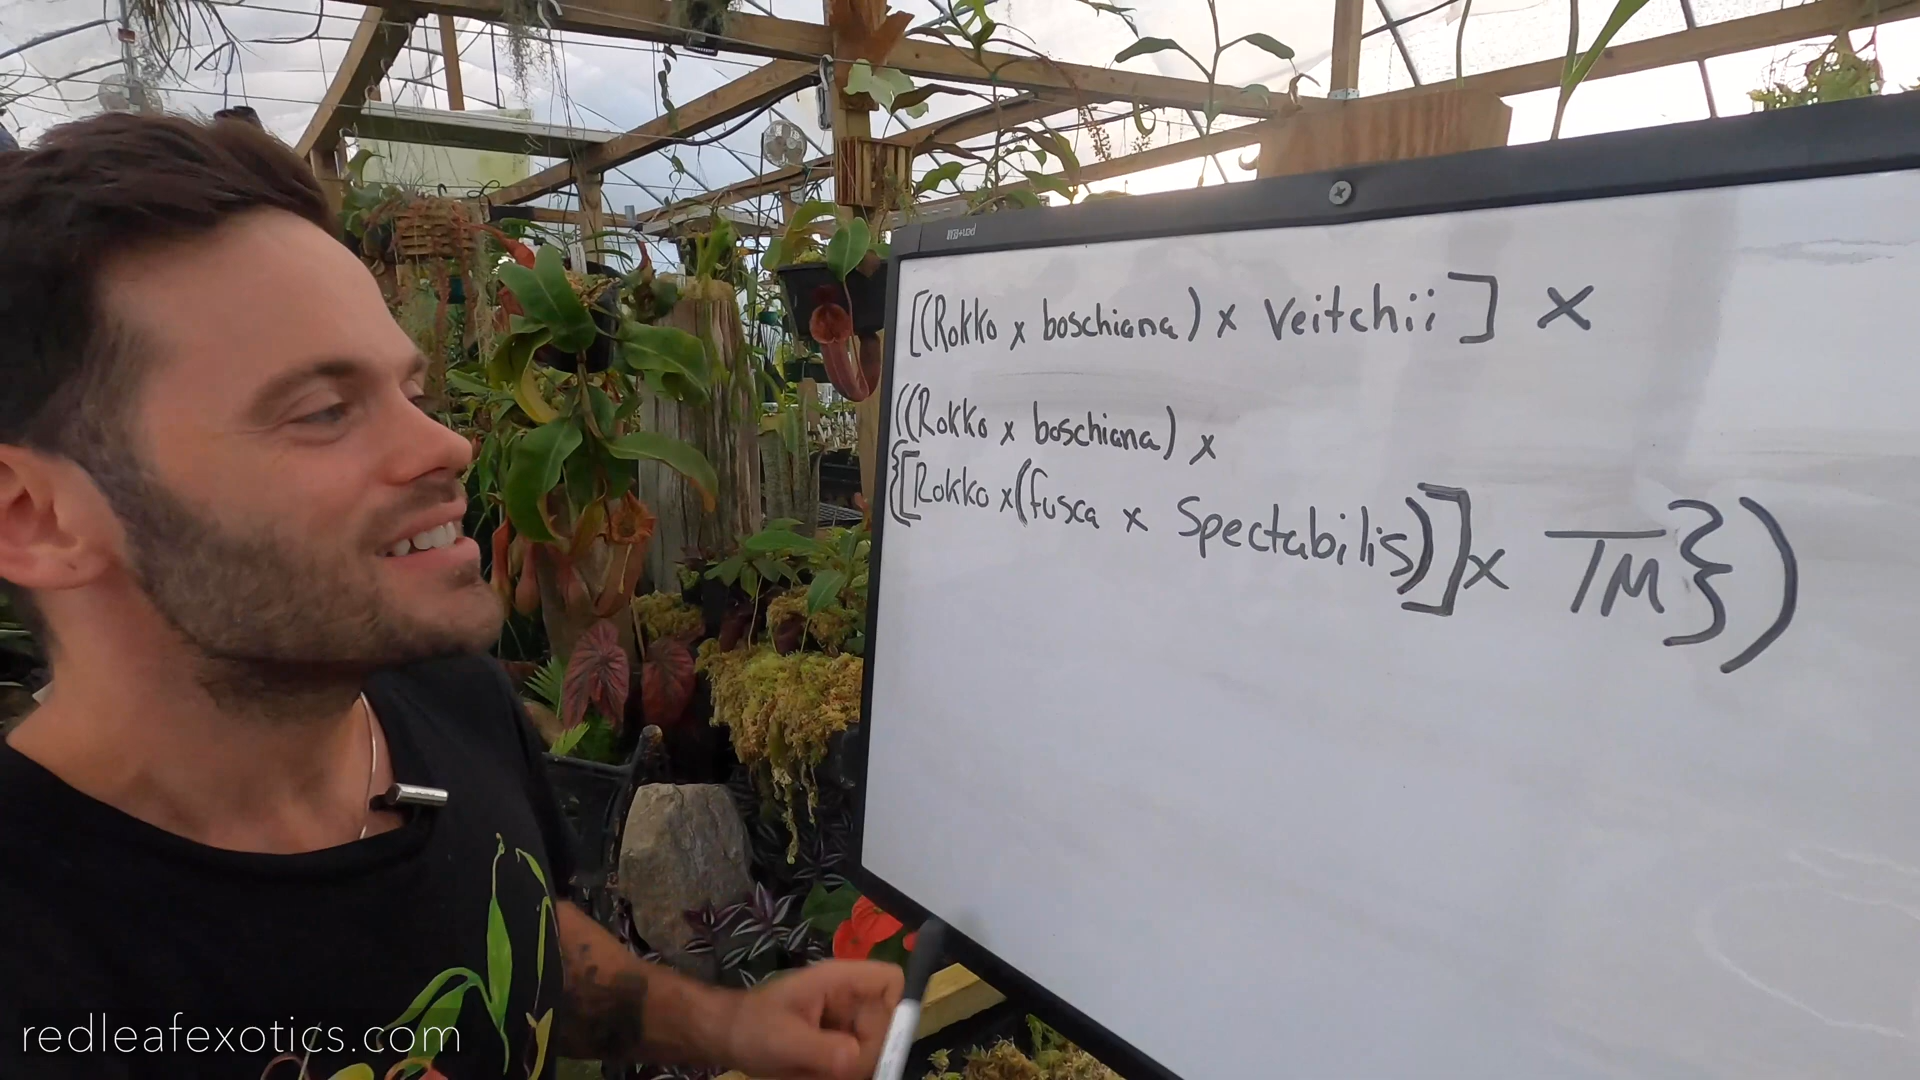 [(Rokko x boschiana) x Veitchii] x
((Rokko x boschiana) x
{[Rokko x (fusca x Spectabilis)] x TM})
redleafexotics.com